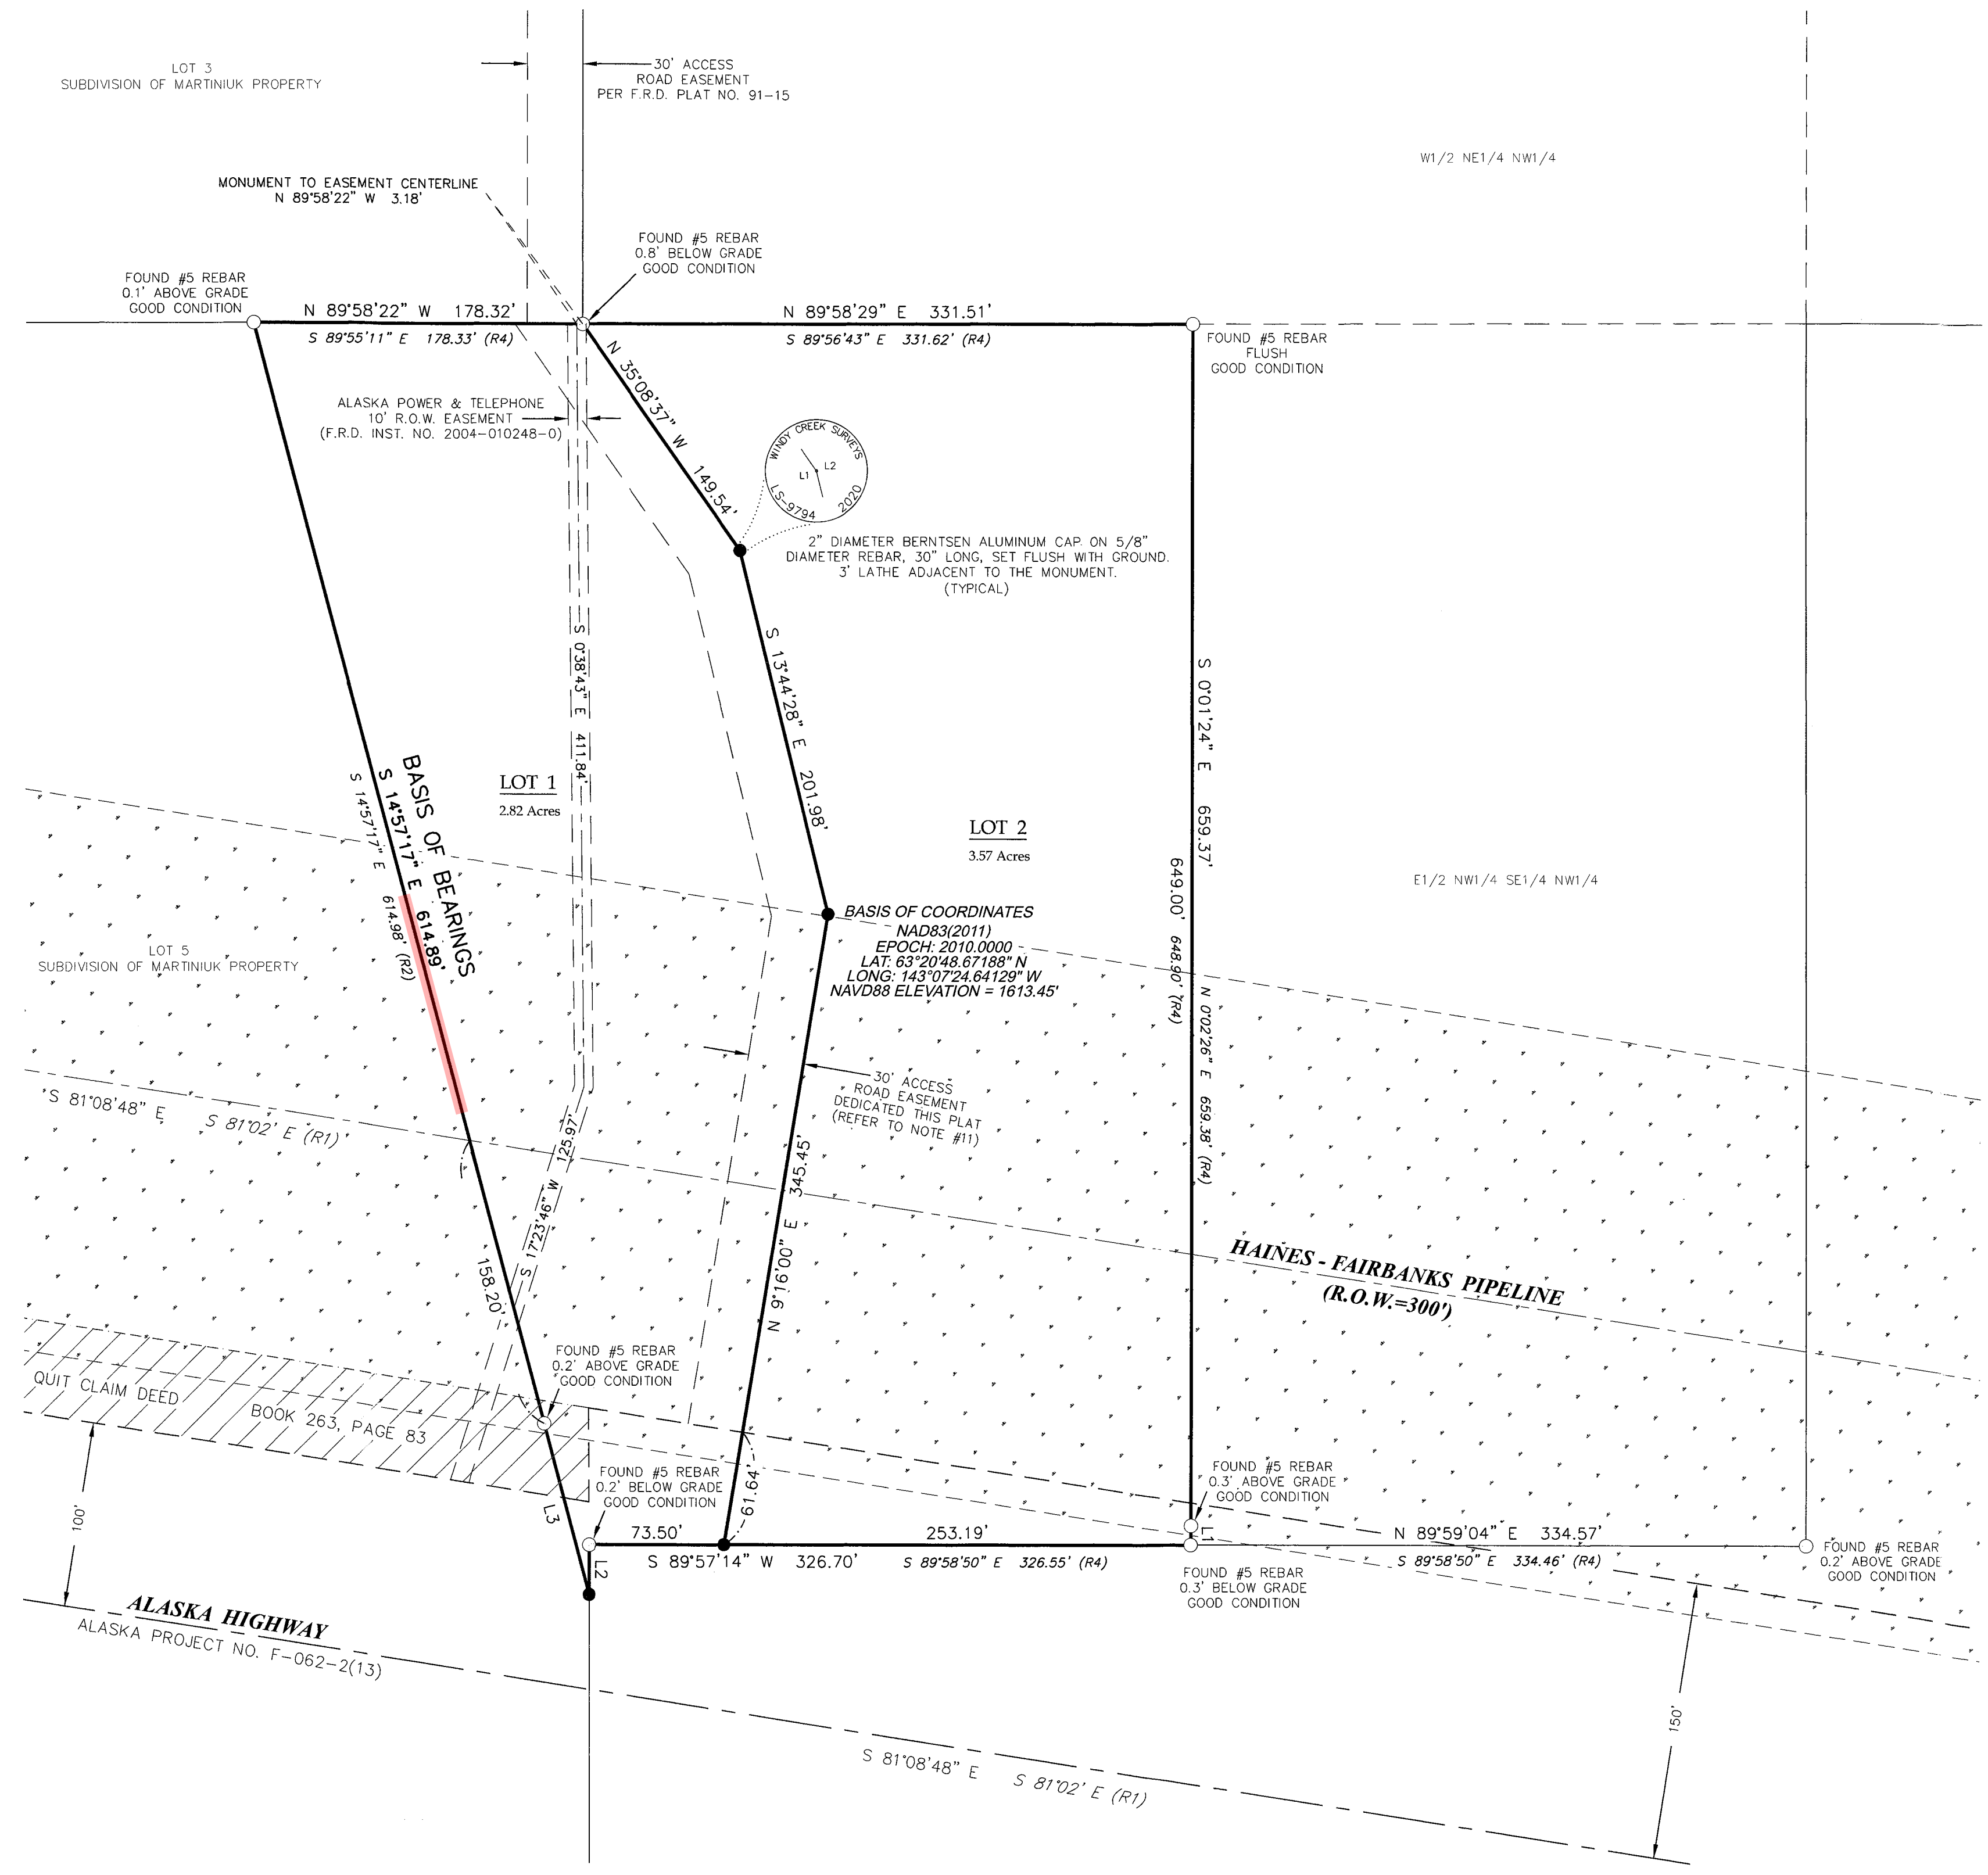 LOT 3
SUBDIVISION OF MARTINIUK PROPERTY
30' ACCESS
ROAD EASEMENT
PER F.R.D. PLAT NO. 91-15
W1/2 NE1/4 NW1/4
MONUMENT TO EASEMENT CENTERLINE
N 89°58'22" W 3.18'
FOUND #5 REBAR
0.8' BELOW GRADE
GOOD CONDITION
FOUND #5 REBAR
0.1' ABOVE GRADE
GOOD CONDITION
N 89°58'22" W 178.32'
S 89°55'11" E 178.33' (R4)
N 89°58'29" E 331.51'
S 89°56'43" E 331.62' (R4)
FOUND #5 REBAR
FLUSH
GOOD CONDITION
N 35°08'37" W 149.54'
ALASKA POWER & TELEPHONE
10' R.O.W. EASEMENT
(F.R.D. INST. NO. 2004-010248-0)
WINDY CREEK SURVEYS
L1 L2
LS-9794 2020
2" DIAMETER BERNTSEN ALUMINUM CAP ON 5/8"
DIAMETER REBAR, 30" LONG, SET FLUSH WITH GROUND.
3' LATHE ADJACENT TO THE MONUMENT.
(TYPICAL)
S 0°38'43" E 411.84'
S 13°44'28" E 201.98'
S 0°01'24" E 659.37'
BASIS OF BEARINGS
S 14°57'17" E 614.89'
S 14°57'17" E 614.98' (R2)
LOT 1
2.82 Acres
LOT 2
3.57 Acres
649.00' 648.90' (R4)
N 0°02'26" E 659.38' (R4)
E1/2 NW1/4 SE1/4 NW1/4
BASIS OF COORDINATES
NAD83(2011)
EPOCH: 2010.0000
LAT: 63°20'48.67188" N
LONG: 143°07'24.64129" W
NAVD88 ELEVATION = 1613.45'
LOT 5
SUBDIVISION OF MARTINIUK PROPERTY
30' ACCESS
ROAD EASEMENT
DEDICATED THIS PLAT
(REFER TO NOTE #11)
S 81°08'48" E S 81°02' E (R1)
S 17°23'46" W 125.97'
N 9°16'00" E 345.45'
158.20'
HAINES - FAIRBANKS PIPELINE
(R.O.W.=300')
FOUND #5 REBAR
0.2' ABOVE GRADE
GOOD CONDITION
QUIT CLAIM DEED
BOOK 263, PAGE 83
FOUND #5 REBAR
0.2' BELOW GRADE
GOOD CONDITION
61.64'
FOUND #5 REBAR
0.3' ABOVE GRADE
GOOD CONDITION
100'
L3
L2
L1
73.50'
253.19'
S 89°57'14" W 326.70' S 89°58'50" E 326.55' (R4)
N 89°59'04" E 334.57'
S 89°58'50" E 334.46' (R4)
FOUND #5 REBAR
0.2' ABOVE GRADE
GOOD CONDITION
FOUND #5 REBAR
0.3' BELOW GRADE
GOOD CONDITION
ALASKA HIGHWAY
ALASKA PROJECT NO. F-062-2(13)
150'
S 81°08'48" E S 81°02' E (R1)